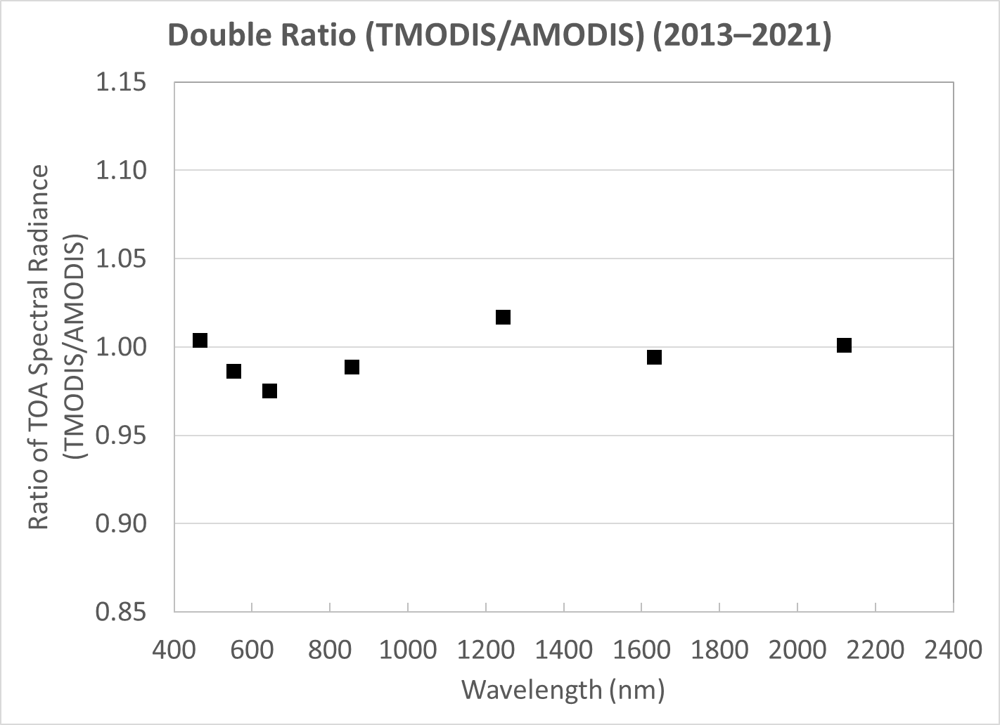 Double Ratio (TMODIS/AMODIS) (2013–2021)
Ratio of TOA Spectral Radiance
(TMODIS/AMODIS)
1.15
1.10
1.05
1.00
0.95
0.90
0.85
400 600 800 1000 1200 1400 1600 1800 2000 2200 2400
Wavelength (nm)